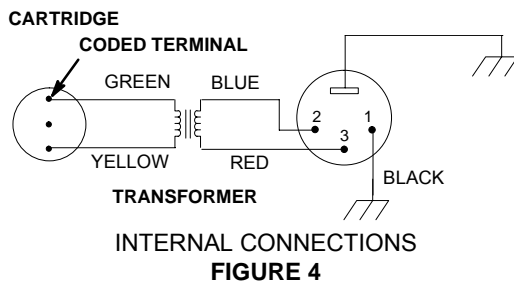 CARTRIDGE
CODED TERMINAL
GREEN
BLUE
2
1
3
YELLOW
RED
BLACK
TRANSFORMER
INTERNAL CONNECTIONS
FIGURE 4